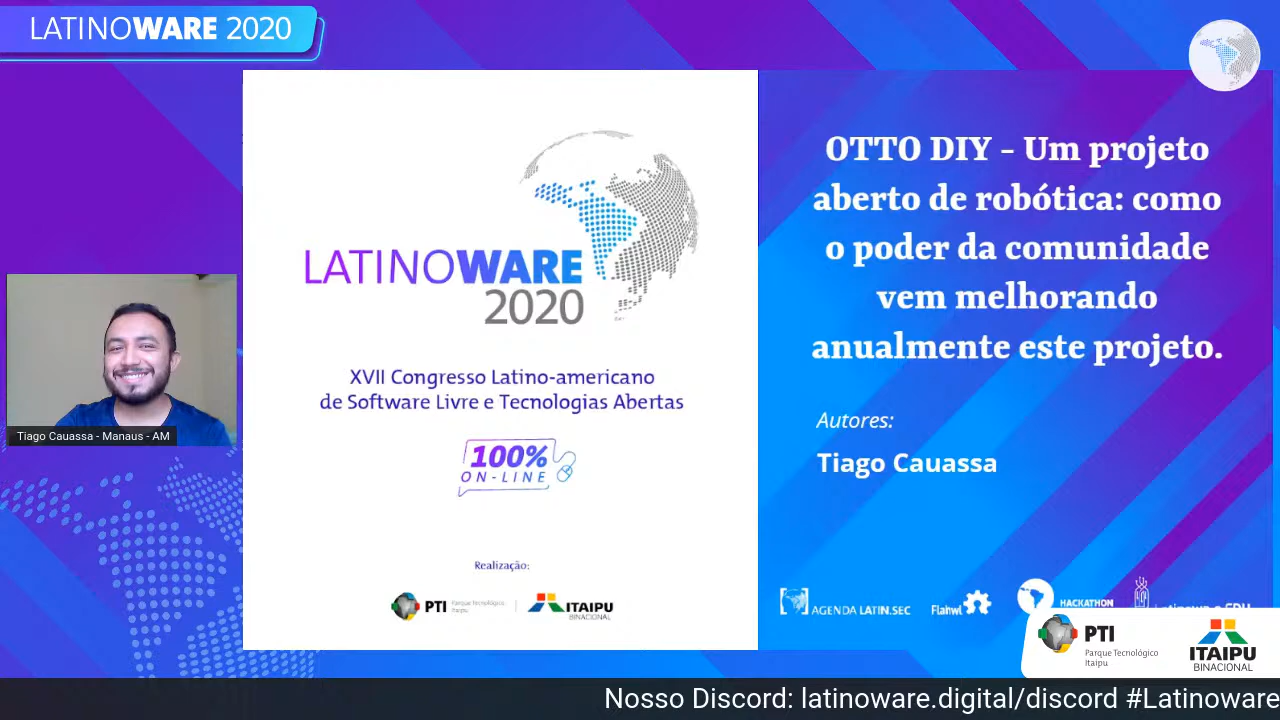 LATINOWARE 2020
Tiago Cauassa - Manaus - AM
LATINOWARE
2020
XVII Congresso Latino-americano
de Software Livre e Tecnologias Abertas
100%
ON-LINE
Realização:
PTI Parque Tecnológico
Itaipu
ITAIPU
BINACIONAL
OTTO DIY – Um projeto
aberto de robótica: como
o poder da comunidade
vem melhorando
anualmente este projeto.
Autores:
Tiago Cauassa
AGENDA LATIN.SEC
HACKATHON
PTI
Parque Tecnológico
Itaipu
ITAIPU
BINACIONAL
Nosso Discord: latinoware.digital/discord #Latinoware